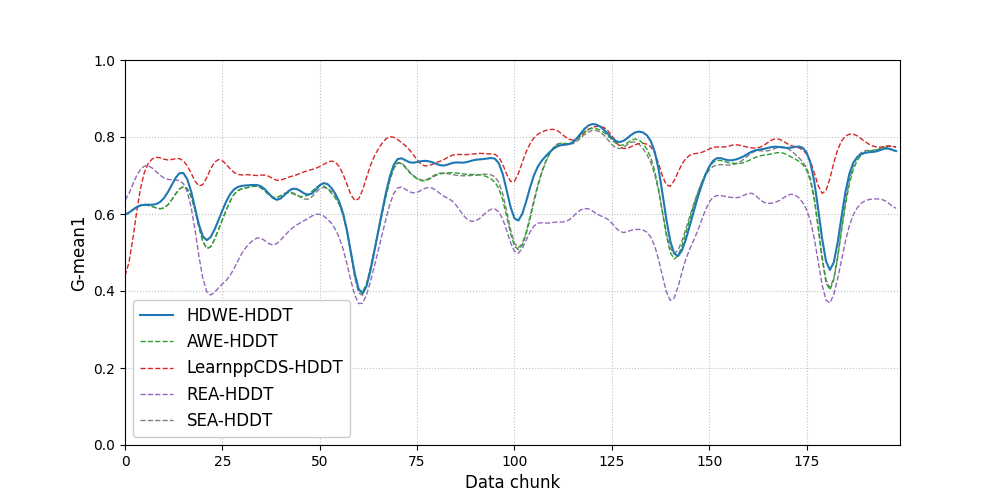 G-mean1
1.0
0.8
0.6
0.4
0.2
0.0
HDWE-HDDT
AWE-HDDT
LearnppCDS-HDDT
REA-HDDT
SEA-HDDT
0 25 50 75 100 125 150 175
Data chunk